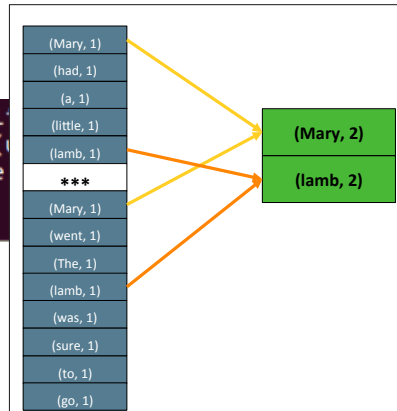 (Mary, 1)
(had, 1)
(a, 1)
(little, 1)
(lamb, 1)
***
(Mary, 1)
(went, 1)
(The, 1)
(lamb, 1)
(was, 1)
(sure, 1)
(to, 1)
(go, 1)
(Mary, 2)
(lamb, 2)